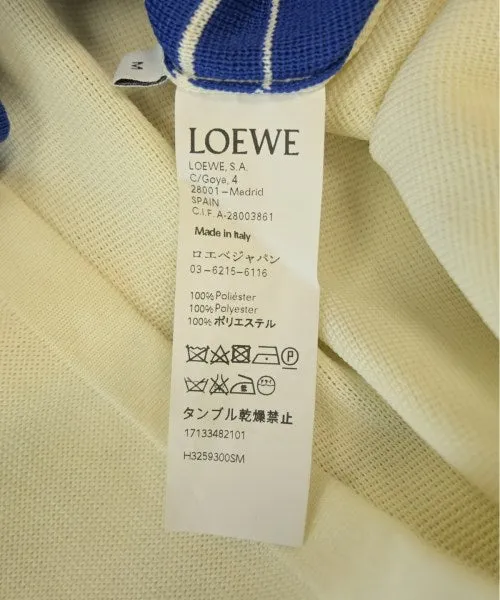 M
LOEWE
LOEWE, S.A.
C/Goya, 4
28001-Madrid
SPAIN
C.I.F. A-28003861
Made in Italy
ロエベジャパン
03-6215-6116
100% Poliéster
100% Polyester
100% ポリエステル
タンブル乾燥禁止
17133482101
H3259300SM